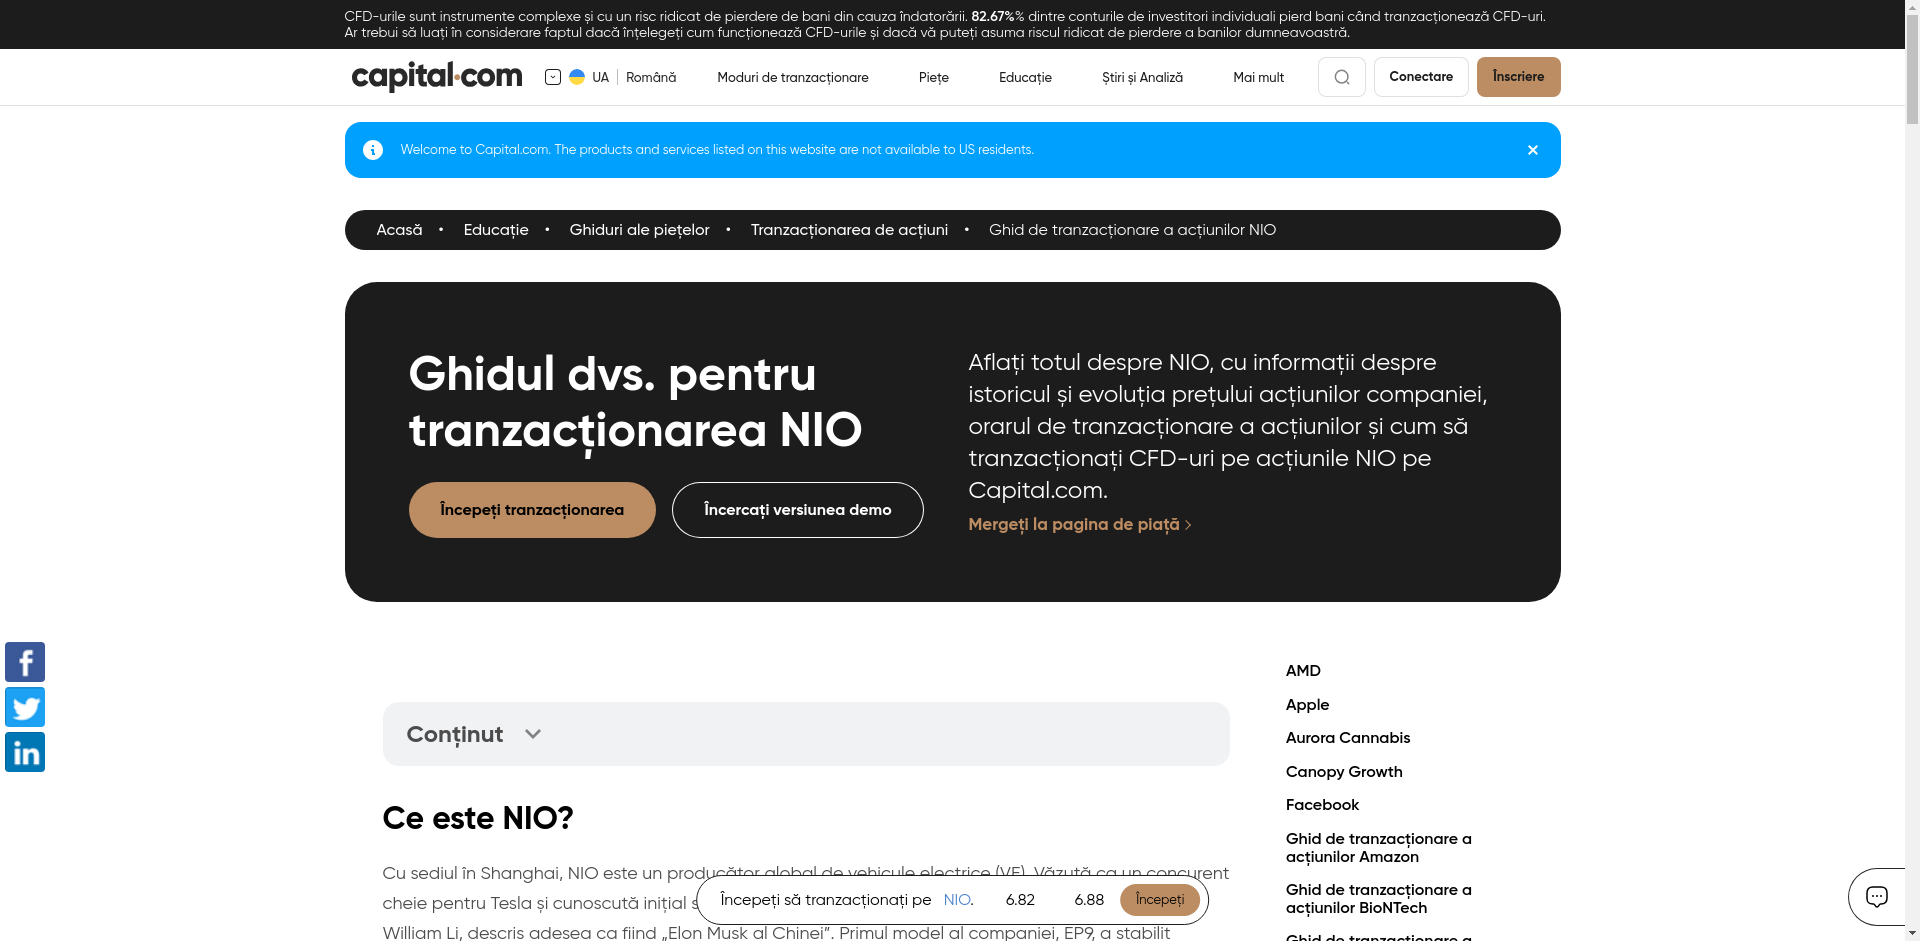 CFD-urile sunt instrumente complexe și cu un risc ridicat de pierdere de bani din cauza îndatorării. 82.67%% dintre conturile de investitori individuali pierd bani când tranzacționează CFD-uri.
Ar trebui să luați în considerare faptul dacă înțelegeți cum funcționează CFD-urile și dacă vă puteți asuma riscul ridicat de pierdere a banilor dumneavoastră.
capital.com
UA
Română
Moduri de tranzacționare
Piețe
Educație
Știri și Analiză
Mai mult
Conectare
Înscriere
Welcome to Capital.com. The products and services listed on this website are not available to US residents.
Acasă • Educație • Ghiduri ale piețelor • Tranzacționarea de acțiuni • Ghid de tranzacționare a acțiunilor NIO
Ghidul dvs. pentru
tranzacționarea NIO
Începeți tranzacționarea
Încercați versiunea demo
Aflați totul despre NIO, cu informații despre
istoricul și evoluția prețului acțiunilor companiei,
orarul de tranzacționare a acțiunilor și cum să
tranzacționați CFD-uri pe acțiunile NIO pe
Capital.com.
Mergeți la pagina de piață
Conținut
Ce este NIO?
Cu sediul în Shanghai, NIO este un producător global de vehicule electrice (VE). Văzută ca un concurent
cheie pentru Tesla și cunoscută inițial
William Li, descris adesea ca fiind „Elon Musk al Chinei”. Primul model al companiei, EP9, a stabilit
Începeți să tranzacționați pe NIO. 6.82 6.88 Începeți
AMD
Apple
Aurora Cannabis
Canopy Growth
Facebook
Ghid de tranzacționare a
acțiunilor Amazon
Ghid de tranzacționare a
acțiunilor BioNTech
Ghid de tranzacționare a